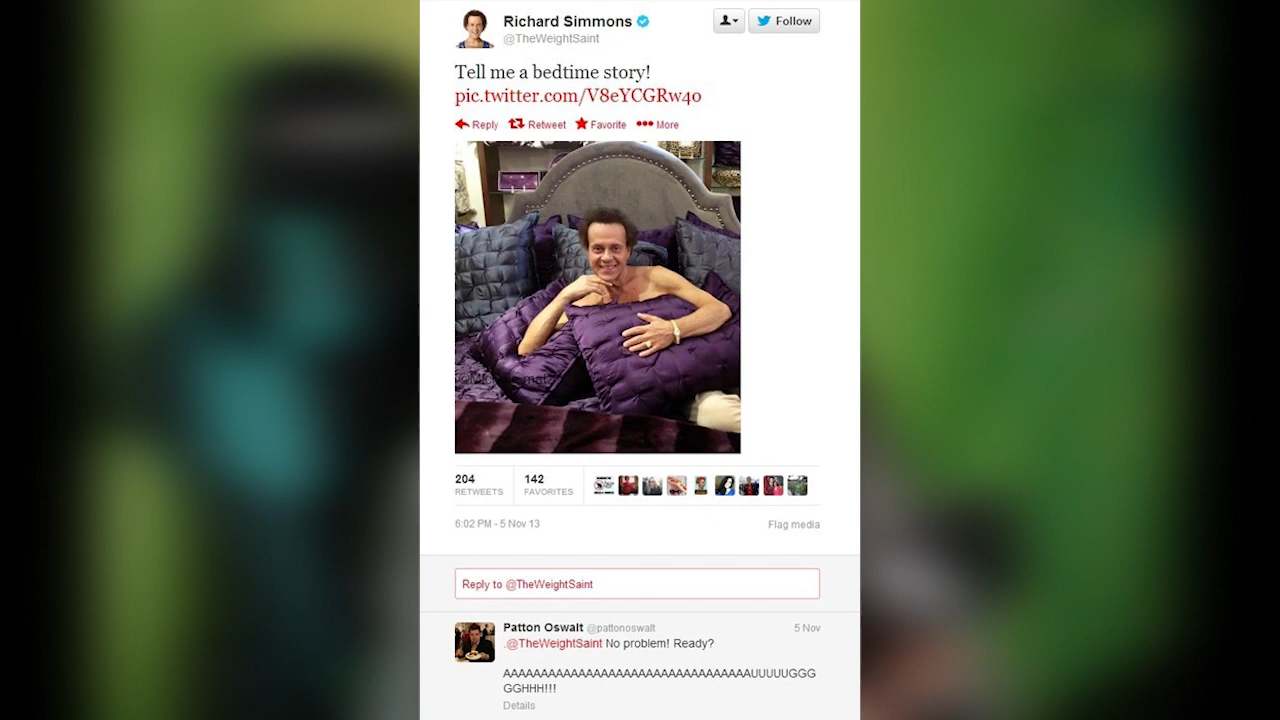 Richard Simmons
@TheWeightSaint
Follow
Tell me a bedtime story!
pic.twitter.com/V8eYCGRw4o
Reply Retweet Favorite More
204 142
RETWEETS FAVORITES
6:02 PM - 5 Nov 13 Flag media
Reply to @TheWeightSaint
Patton Oswalt @pattonoswalt 5 Nov
.@TheWeightSaint No problem! Ready?
AAAAAAAAAAAAAAAAAAAAAAAAAAAAAAAAAUUUUUGGG
GGHHH!!!
Details